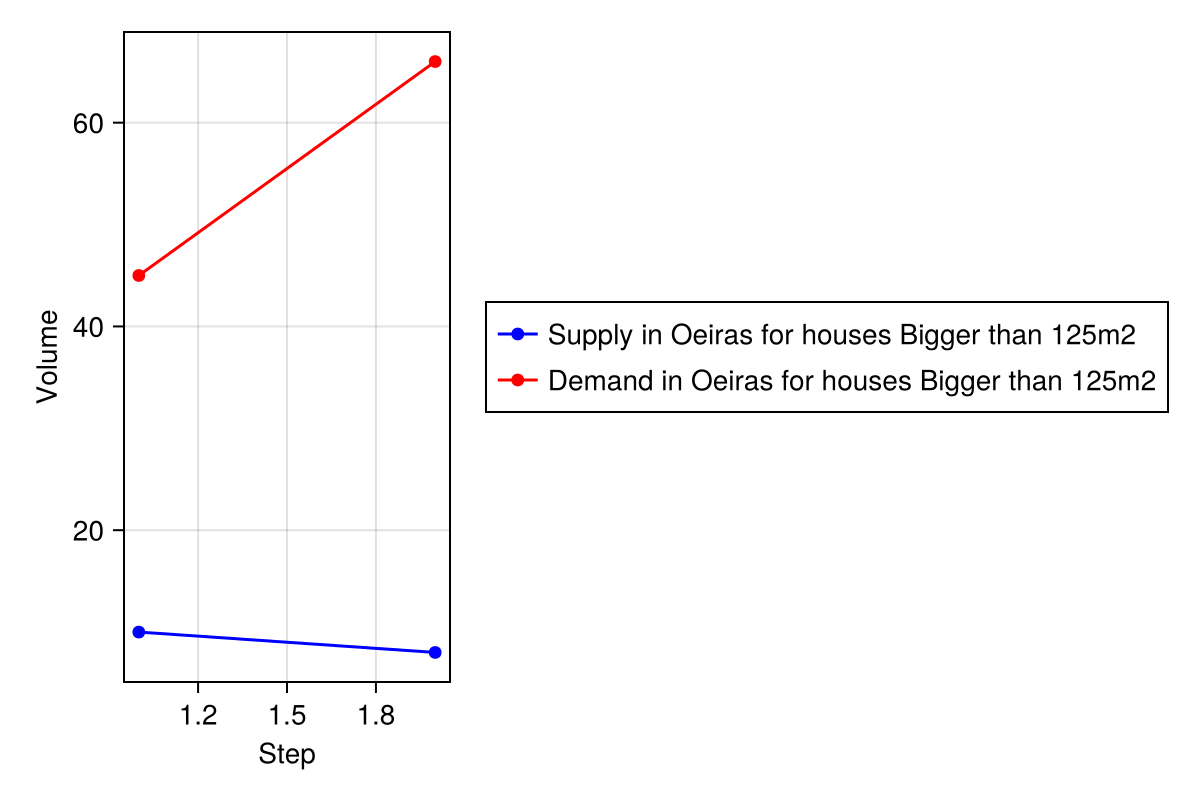 60
40
20
Volume
1.2 1.5 1.8
Step
Supply in Oeiras for houses Bigger than 125m2
Demand in Oeiras for houses Bigger than 125m2